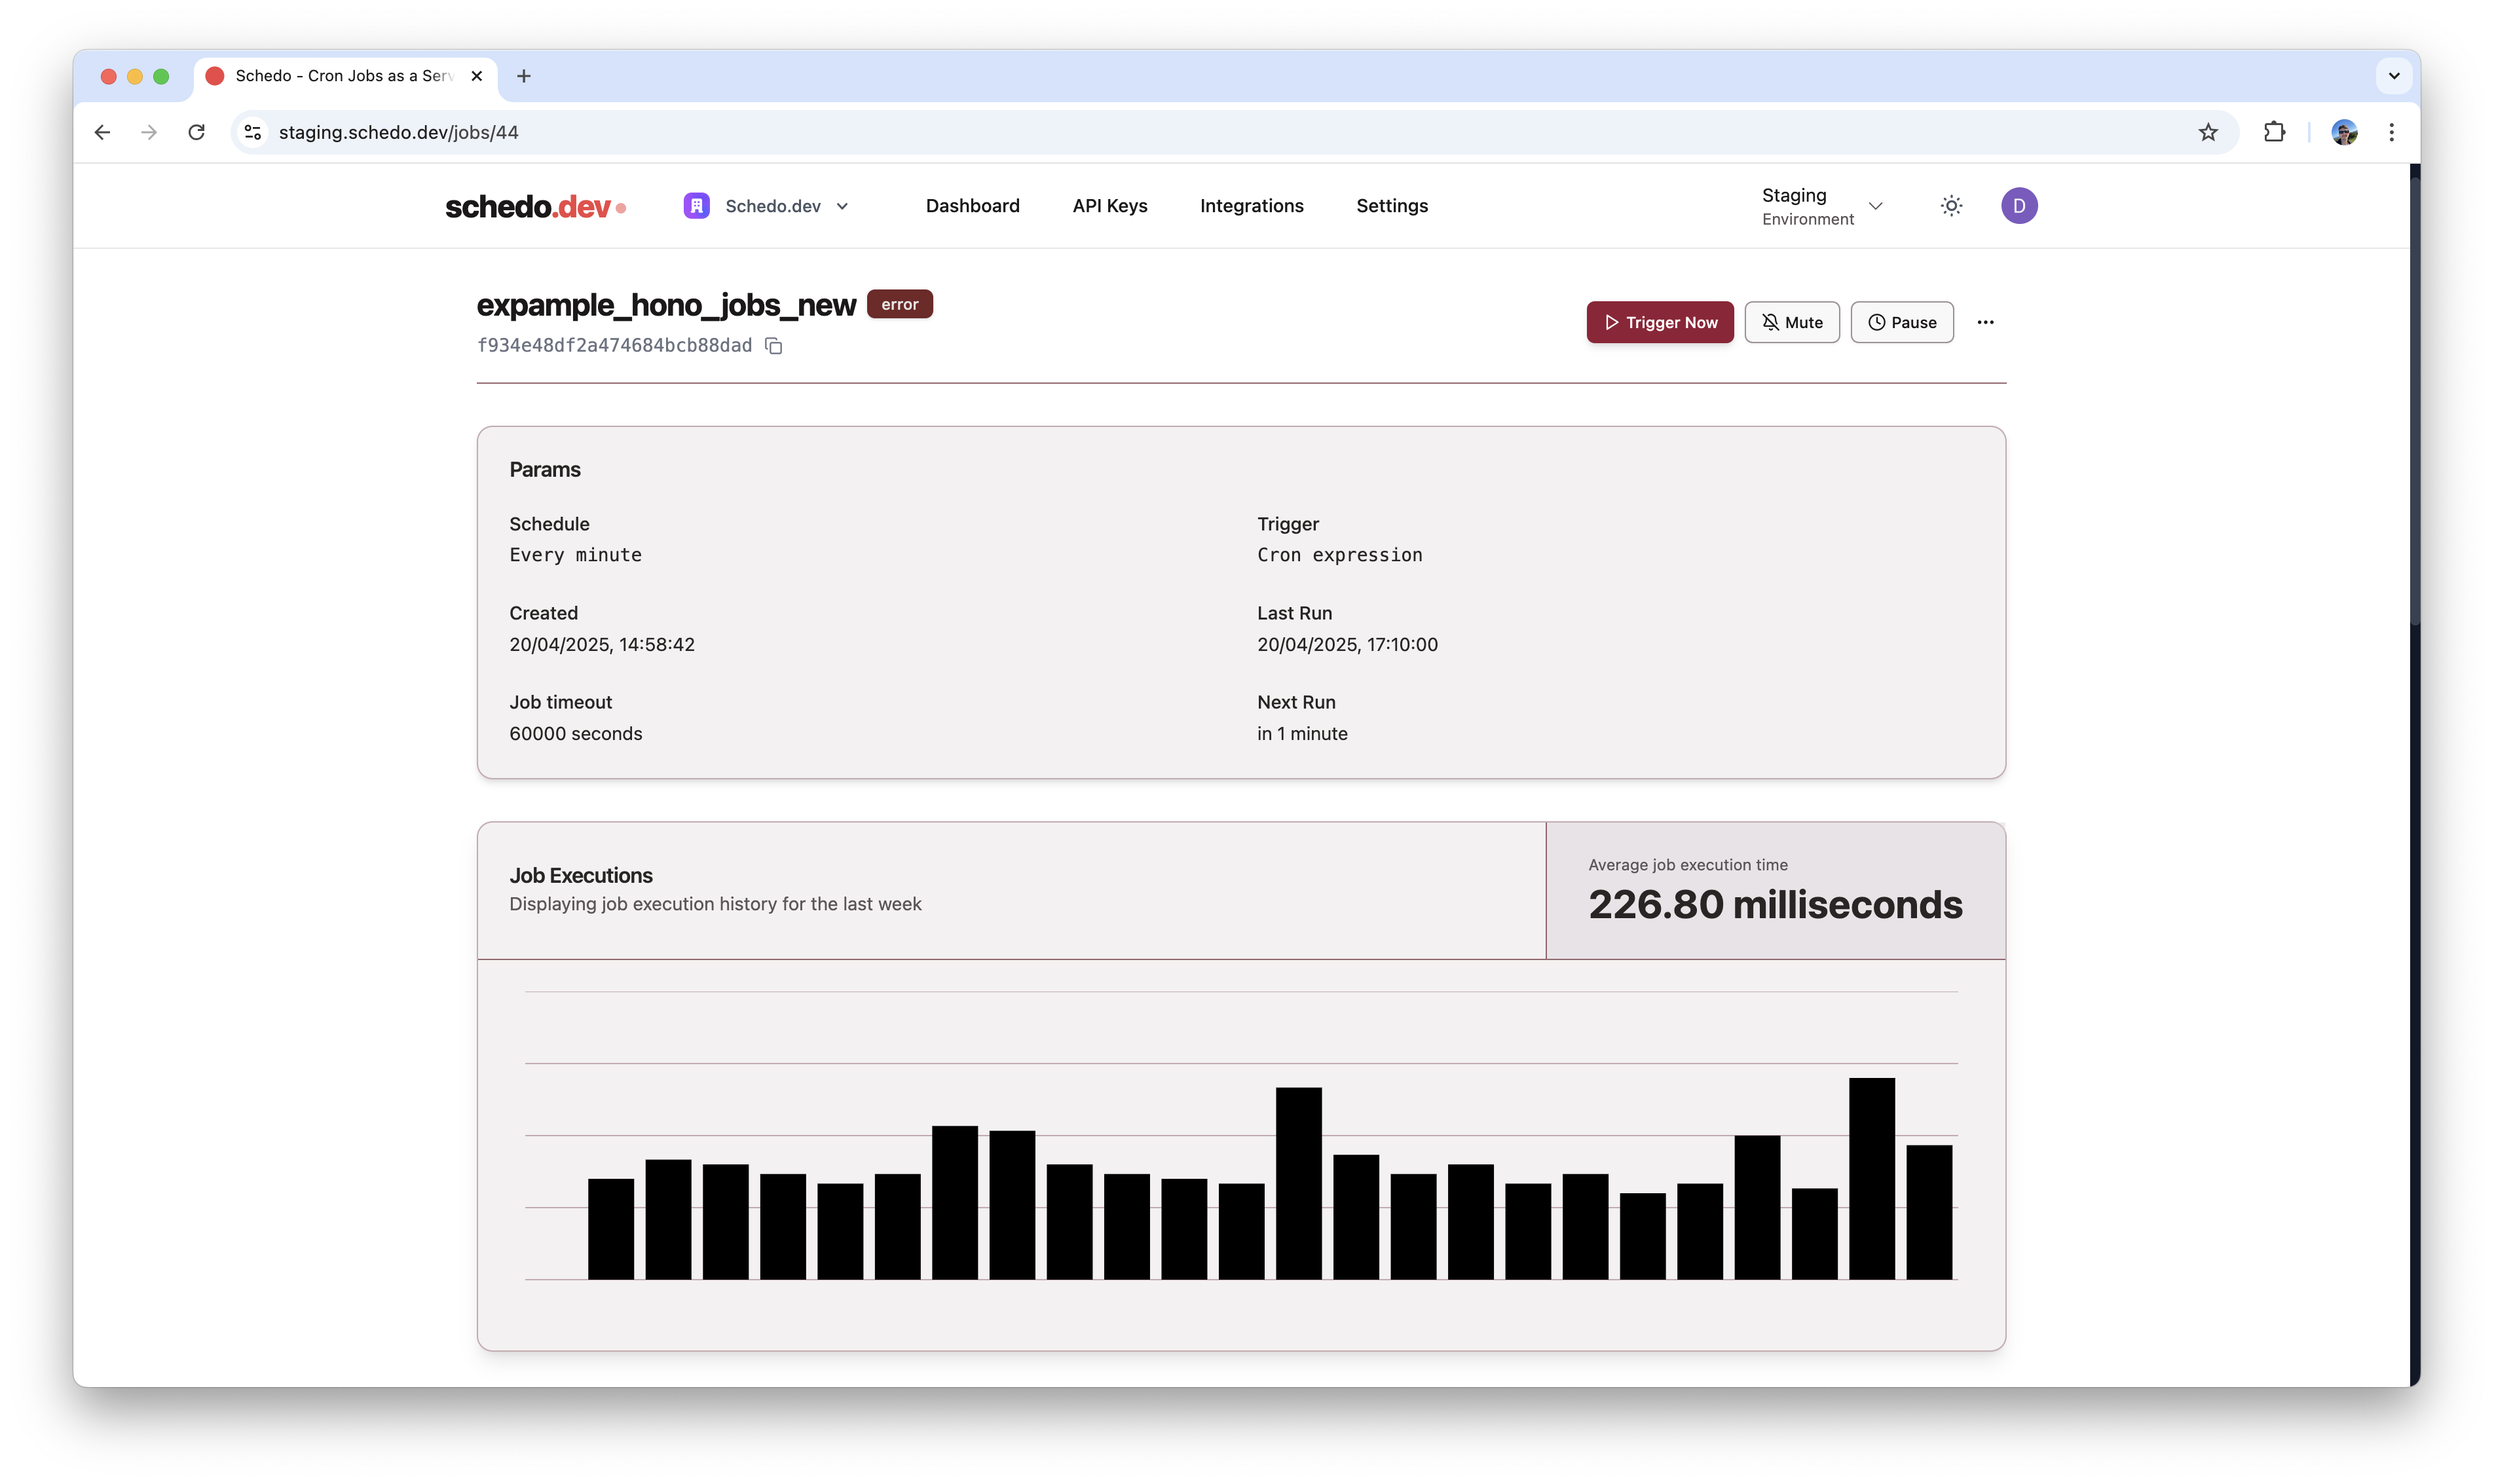 Schedo - Cron Jobs as a Serv
staging.schedo.dev/jobs/44
schedo.dev
Schedo.dev
Dashboard
API Keys
Integrations
Settings
Staging
Environment
D
expample_hono_jobs_new
error
f934e48df2a474684bcb88dad
Trigger Now
Mute
Pause
Params
Schedule
Every minute
Trigger
Cron expression
Created
20/04/2025, 14:58:42
Last Run
20/04/2025, 17:10:00
Job timeout
60000 seconds
Next Run
in 1 minute
Job Executions
Displaying job execution history for the last week
Average job execution time
226.80 milliseconds